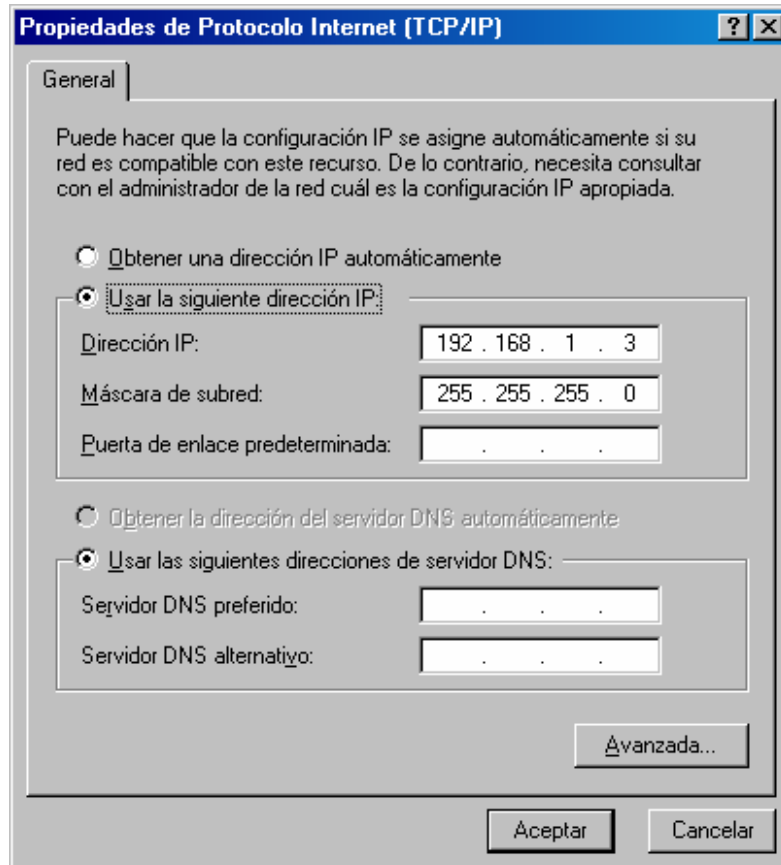 Propiedades de Protocolo Internet (TCP/IP)
General
Puede hacer que la configuración IP se asigne automáticamente si su
red es compatible con este recurso. De lo contrario, necesita consultar
con el administrador de la red cuál es la configuración IP apropiada.
Obtener una dirección IP automáticamente
Usar la siguiente dirección IP:
Dirección IP: 192 . 168 . 1 . 3
Máscara de subred: 255 . 255 . 255 . 0
Puerta de enlace predeterminada: . . .
Obtener la dirección del servidor DNS automáticamente
Usar las siguientes direcciones de servidor DNS:
Servidor DNS preferido: . . .
Servidor DNS alternativo: . . .
Avanzada...
Aceptar Cancelar